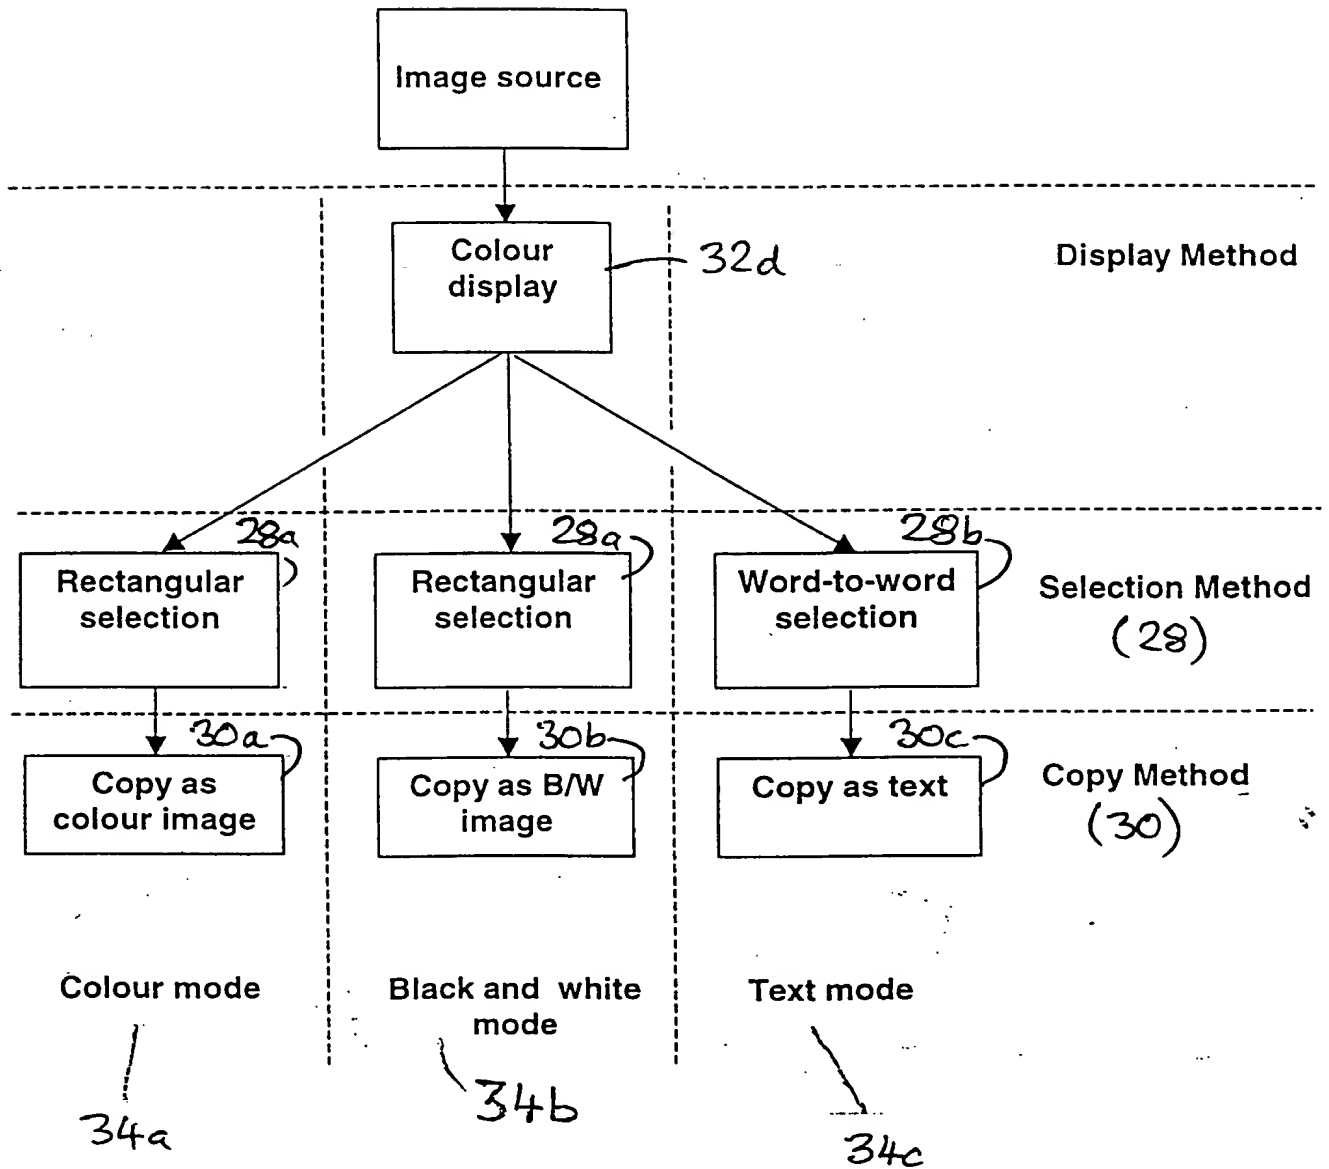 Image source
Colour
display
32d
Display Method
28a
28a
28b
Rectangular
selection
Rectangular
selection
Word-to-word
selection
Selection Method
(28)
30a
30b
30c
Copy as
colour image
Copy as B/W
image
Copy as text
Copy Method
(30)
Colour mode
Black and white
mode
Text mode
34a
34b
34c